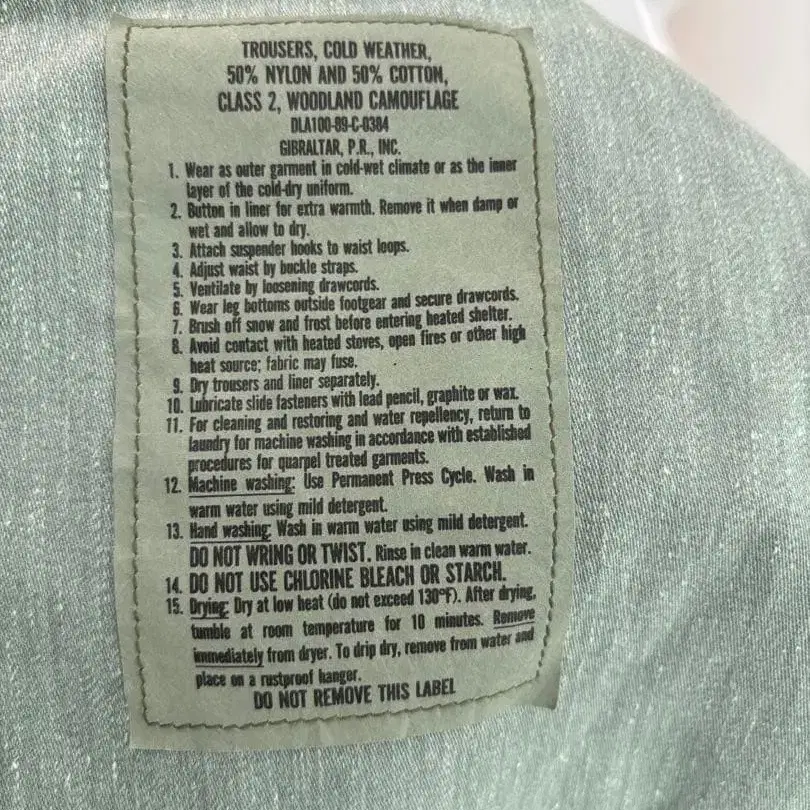 TROUSERS, COLD WEATHER,
50% NYLON AND 50% COTTON,
CLASS 2, WOODLAND CAMOUFLAGE
DLA100-89-C-0384
GIBRALTAR, P.R., INC.
1. Wear as outer garment in cold-wet climate or as the inner
layer of the cold-dry uniform.
2. Button in liner for extra warmth. Remove it when damp or
wet and allow to dry.
3. Attach suspender hooks to waist loops.
4. Adjust waist by buckle straps.
5. Ventilate by loosening drawcords.
6. Wear leg bottoms outside footgear and secure drawcords.
7. Brush off snow and frost before entering heated shelter.
8. Avoid contact with heated stoves, open fires or other high
heat source; fabric may fuse.
9. Dry trousers and liner separately.
10. Lubricate slide fasteners with lead pencil, graphite or wax.
11. For cleaning and restoring and water repellency, return to
laundry for machine washing in accordance with established
procedures for quarpel treated garments.
12. Machine washing: Use Permanent Press Cycle. Wash in
warm water using mild detergent.
13. Hand washing: Wash in warm water using mild detergent.
DO NOT WRING OR TWIST. Rinse in clean warm water.
14. DO NOT USE CHLORINE BLEACH OR STARCH.
15. Drying: Dry at low heat (do not exceed 130°F). After drying,
tumble at room temperature for 10 minutes. Remove
immediately from dryer. To drip dry, remove from water and
place on a rustproof hanger.
DO NOT REMOVE THIS LABEL